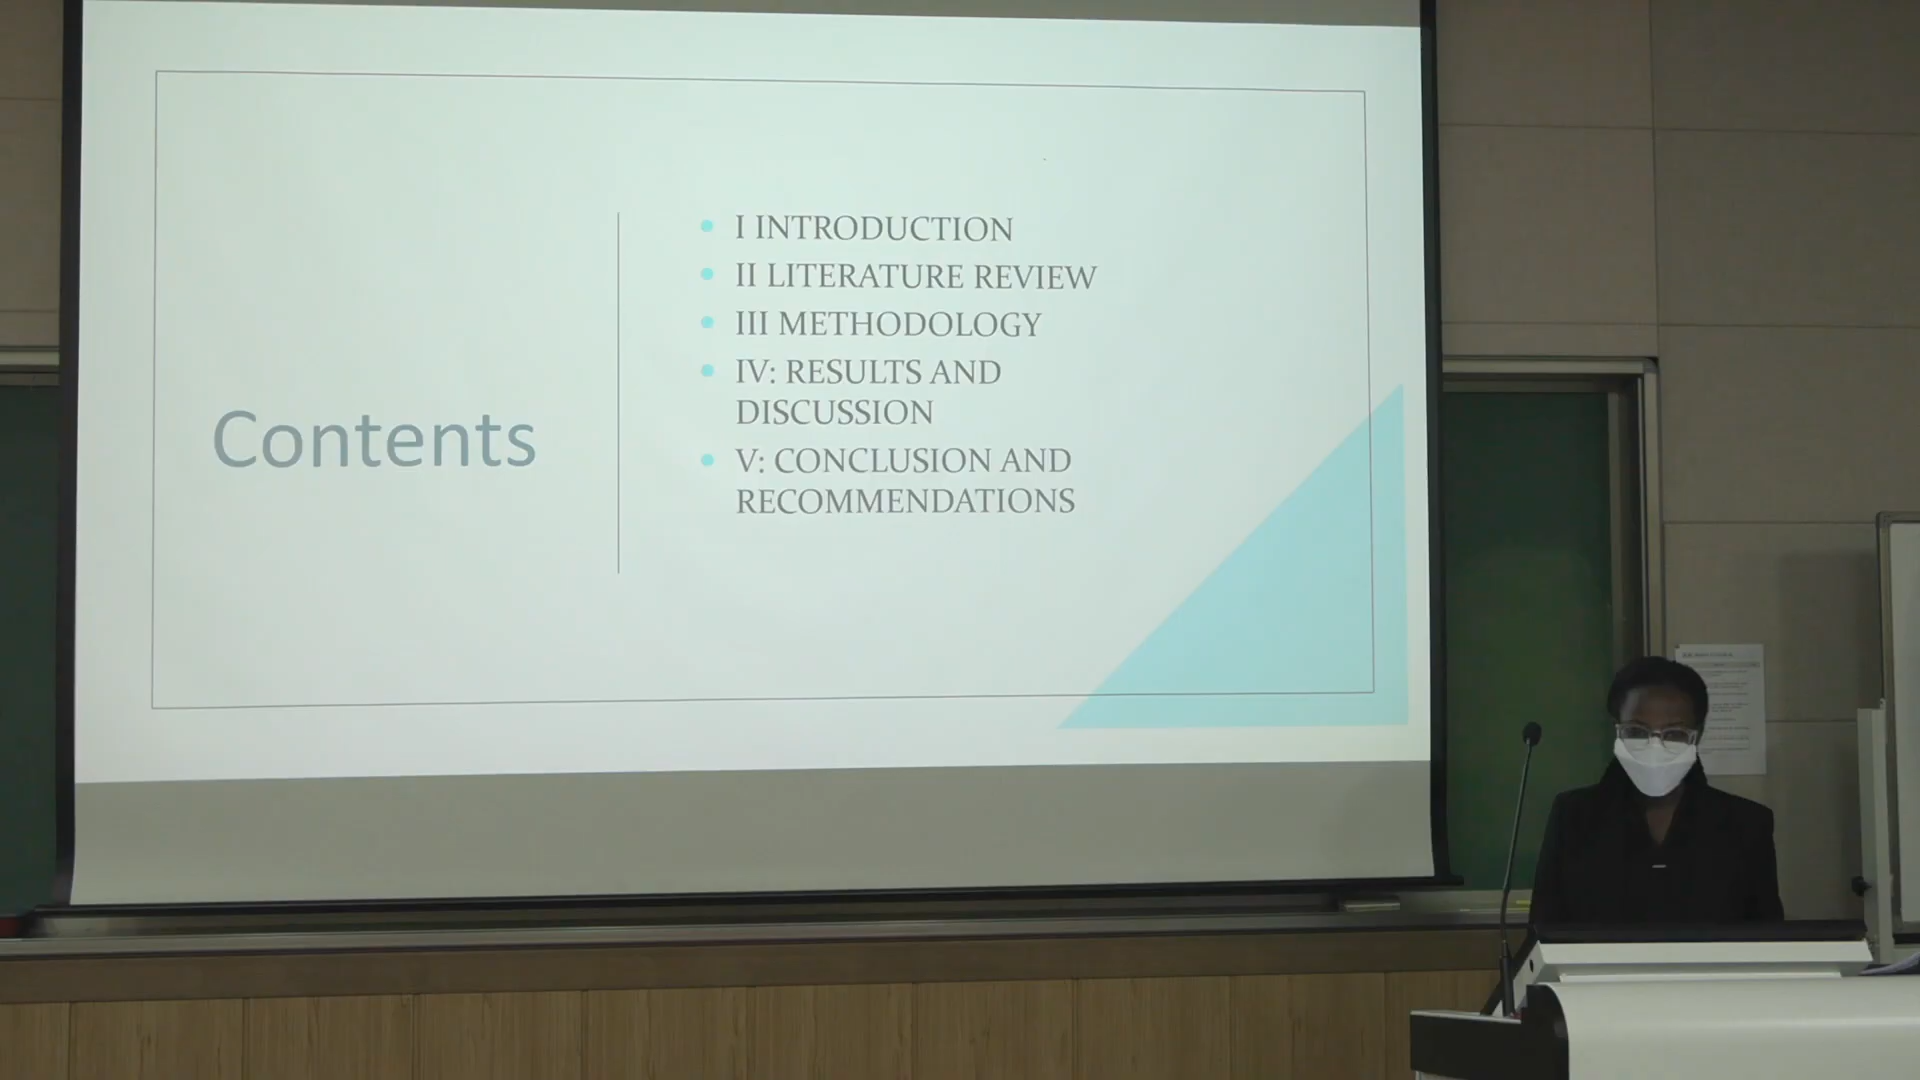 Contents
I INTRODUCTION
II LITERATURE REVIEW
III METHODOLOGY
IV: RESULTS AND
DISCUSSION
V: CONCLUSION AND
RECOMMENDATIONS